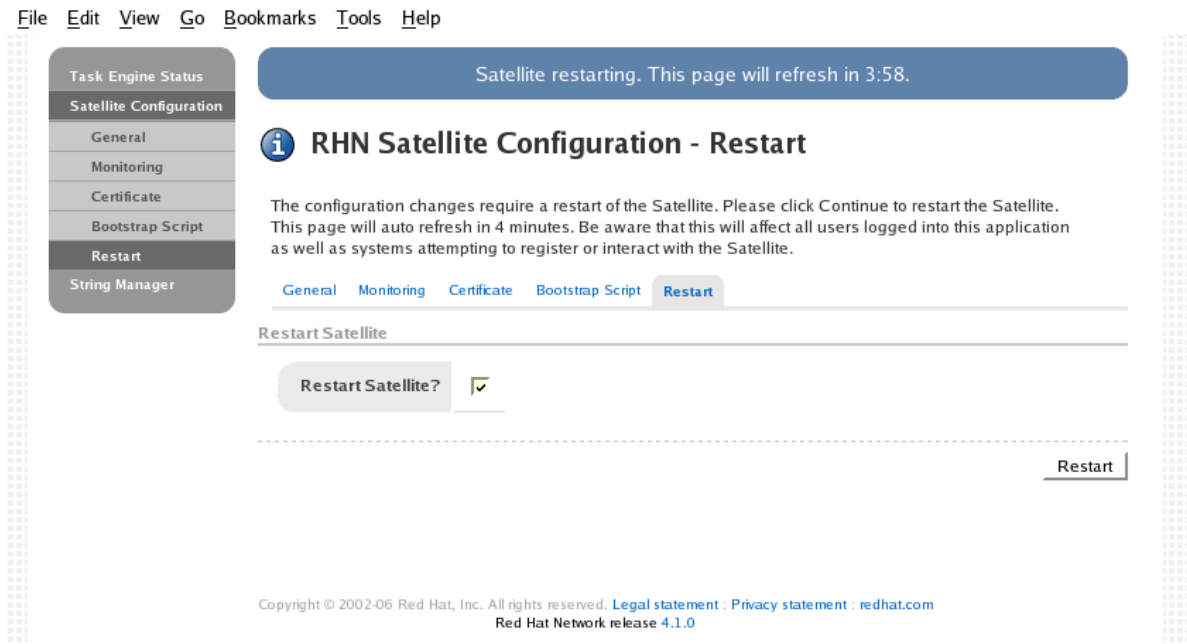 File Edit View Go Bookmarks Tools Help
Task Engine Status
Satellite Configuration
General
Monitoring
Certificate
Bootstrap Script
Restart
String Manager
Satellite restarting. This page will refresh in 3:58.
RHN Satellite Configuration - Restart
The configuration changes require a restart of the Satellite. Please click Continue to restart the Satellite.
This page will auto refresh in 4 minutes. Be aware that this will affect all users logged into this application
as well as systems attempting to register or interact with the Satellite.
General Monitoring Certificate Bootstrap Script Restart
Restart Satellite
Restart Satellite?
Restart
Copyright © 2002-06 Red Hat, Inc. All rights reserved. Legal statement : Privacy statement : redhat.com
Red Hat Network release 4.1.0